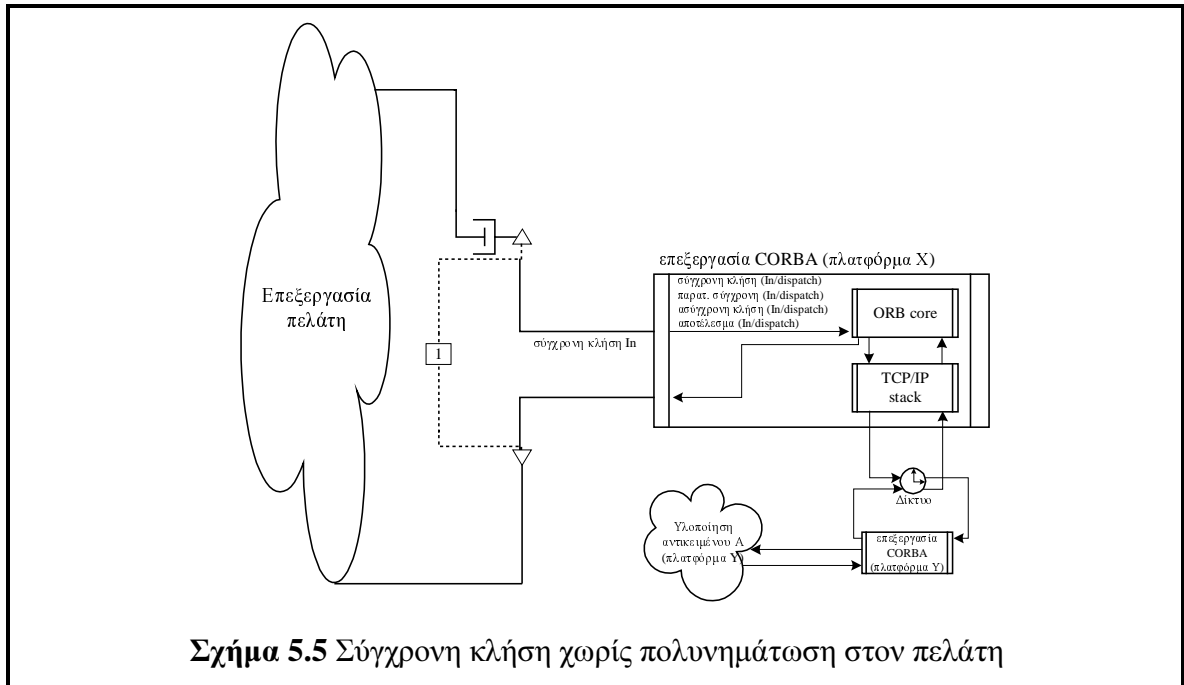 επεξεργασία CORBA (πλατφόρμα X)
σύγχρονη κλήση (In/dispatch)
παρατ. σύγχρονη (In/dispatch)
ασύγχρονη κλήση (In/dispatch)
αποτέλεσμα (In/dispatch)
ORB core
Επεξεργασία
πελάτη
1
σύγχρονη κλήση In
TCP/IP
stack
Δίκτυο
Υλοποίηση
αντικειμένου Α
(πλατφόρμα Υ)
επεξεργασία
CORBA
(πλατφόρμα Υ)
Σχήμα 5.5 Σύγχρονη κλήση χωρίς πολυνημάτωση στον πελάτη